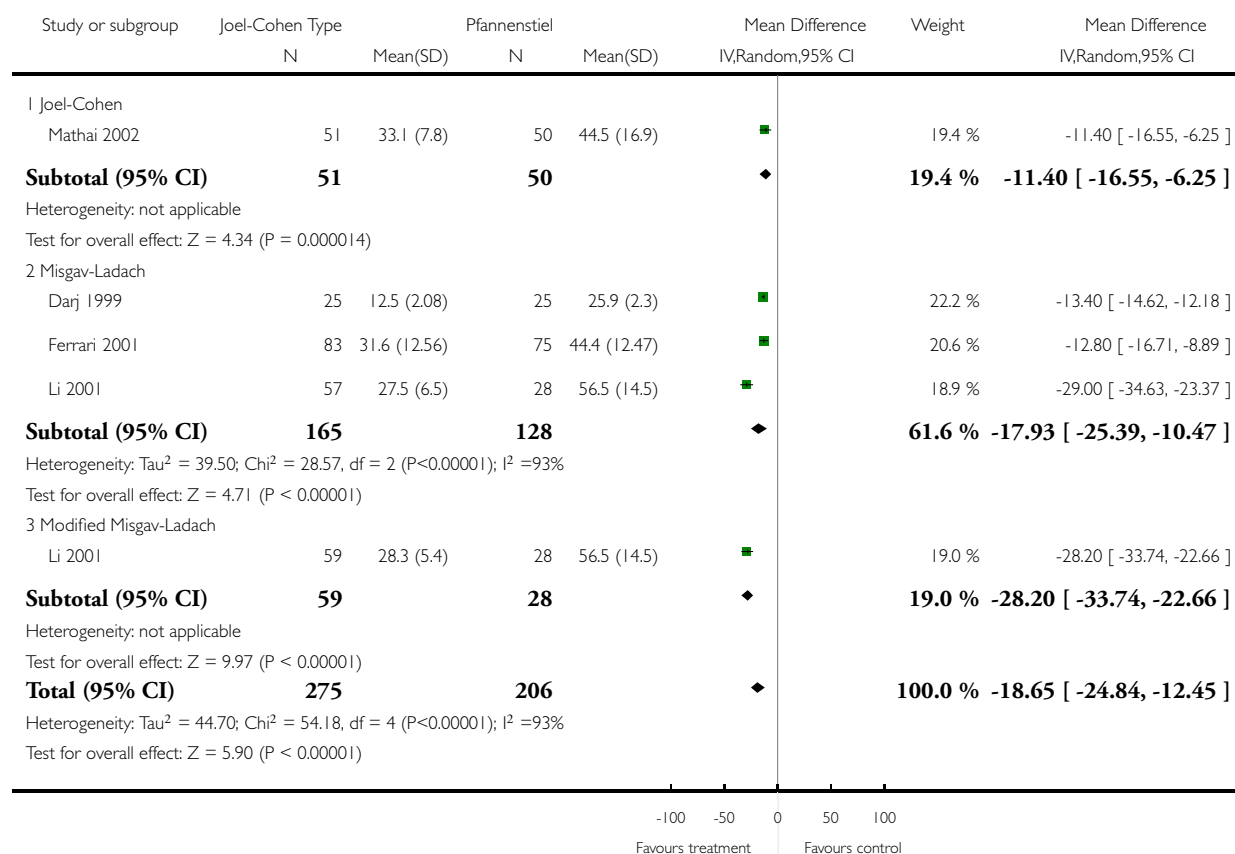 Study or subgroup Joel-Cohen Type Pfannenstiel Mean Difference Weight Mean Difference
N Mean(SD) N Mean(SD) IV,Random,95% CI IV,Random,95% CI
1 Joel-Cohen
Mathai 2002 51 33.1 (7.8) 50 44.5 (16.9) 19.4 % -11.40 [ -16.55, -6.25 ]
Subtotal (95% CI) 51 50 19.4 % -11.40 [ -16.55, -6.25 ]
Heterogeneity: not applicable
Test for overall effect: Z = 4.34 (P = 0.000014)
2 Misgav-Ladach
Darj 1999 25 12.5 (2.08) 25 25.9 (2.3) 22.2 % -13.40 [ -14.62, -12.18 ]
Ferrari 2001 83 31.6 (12.56) 75 44.4 (12.47) 20.6 % -12.80 [ -16.71, -8.89 ]
Li 2001 57 27.5 (6.5) 28 56.5 (14.5) 18.9 % -29.00 [ -34.63, -23.37 ]
Subtotal (95% CI) 165 128 61.6 % -17.93 [ -25.39, -10.47 ]
Heterogeneity: Tau² = 39.50; Chi² = 28.57, df = 2 (P<0.00001); I² =93%
Test for overall effect: Z = 4.71 (P < 0.00001)
3 Modified Misgav-Ladach
Li 2001 59 28.3 (5.4) 28 56.5 (14.5) 19.0 % -28.20 [ -33.74, -22.66 ]
Subtotal (95% CI) 59 28 19.0 % -28.20 [ -33.74, -22.66 ]
Heterogeneity: not applicable
Test for overall effect: Z = 9.97 (P < 0.00001)
Total (95% CI) 275 206 100.0 % -18.65 [ -24.84, -12.45 ]
Heterogeneity: Tau² = 44.70; Chi² = 54.18, df = 4 (P<0.00001); I² =93%
Test for overall effect: Z = 5.90 (P < 0.00001)
-100 -50 0 50 100
Favours treatment Favours control